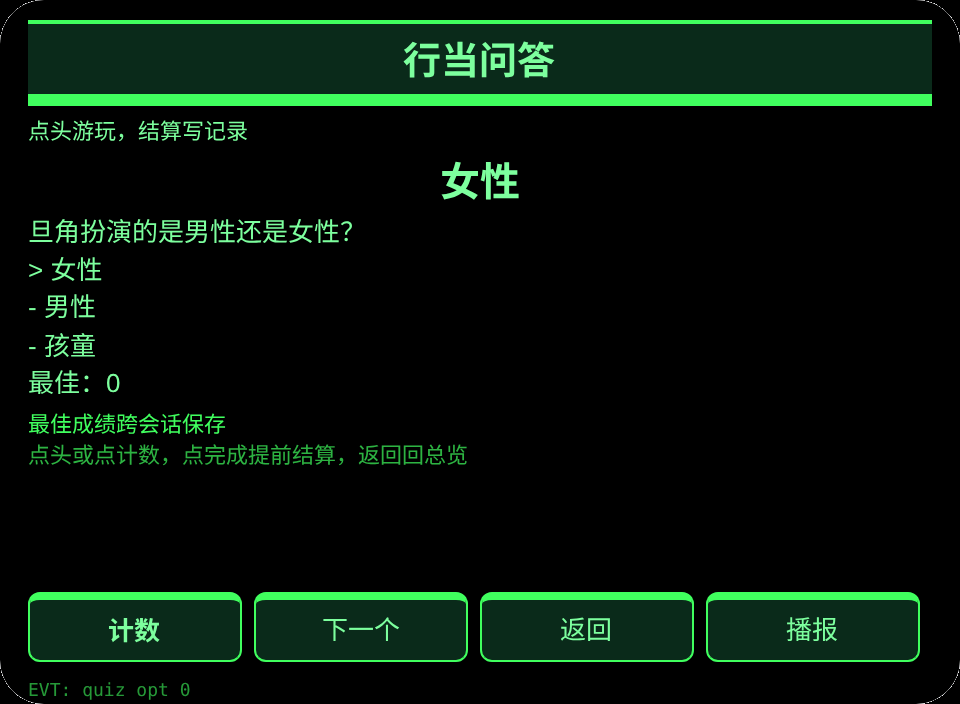 行当问答
点头游玩，结算写记录
女性
旦角扮演的是男性还是女性？
> 女性
- 男性
- 孩童
最佳：0
最佳成绩跨会话保存
点头或点计数，点完成提前结算，返回回总览
计数
下一个
返回
播报
EVT: quiz opt 0